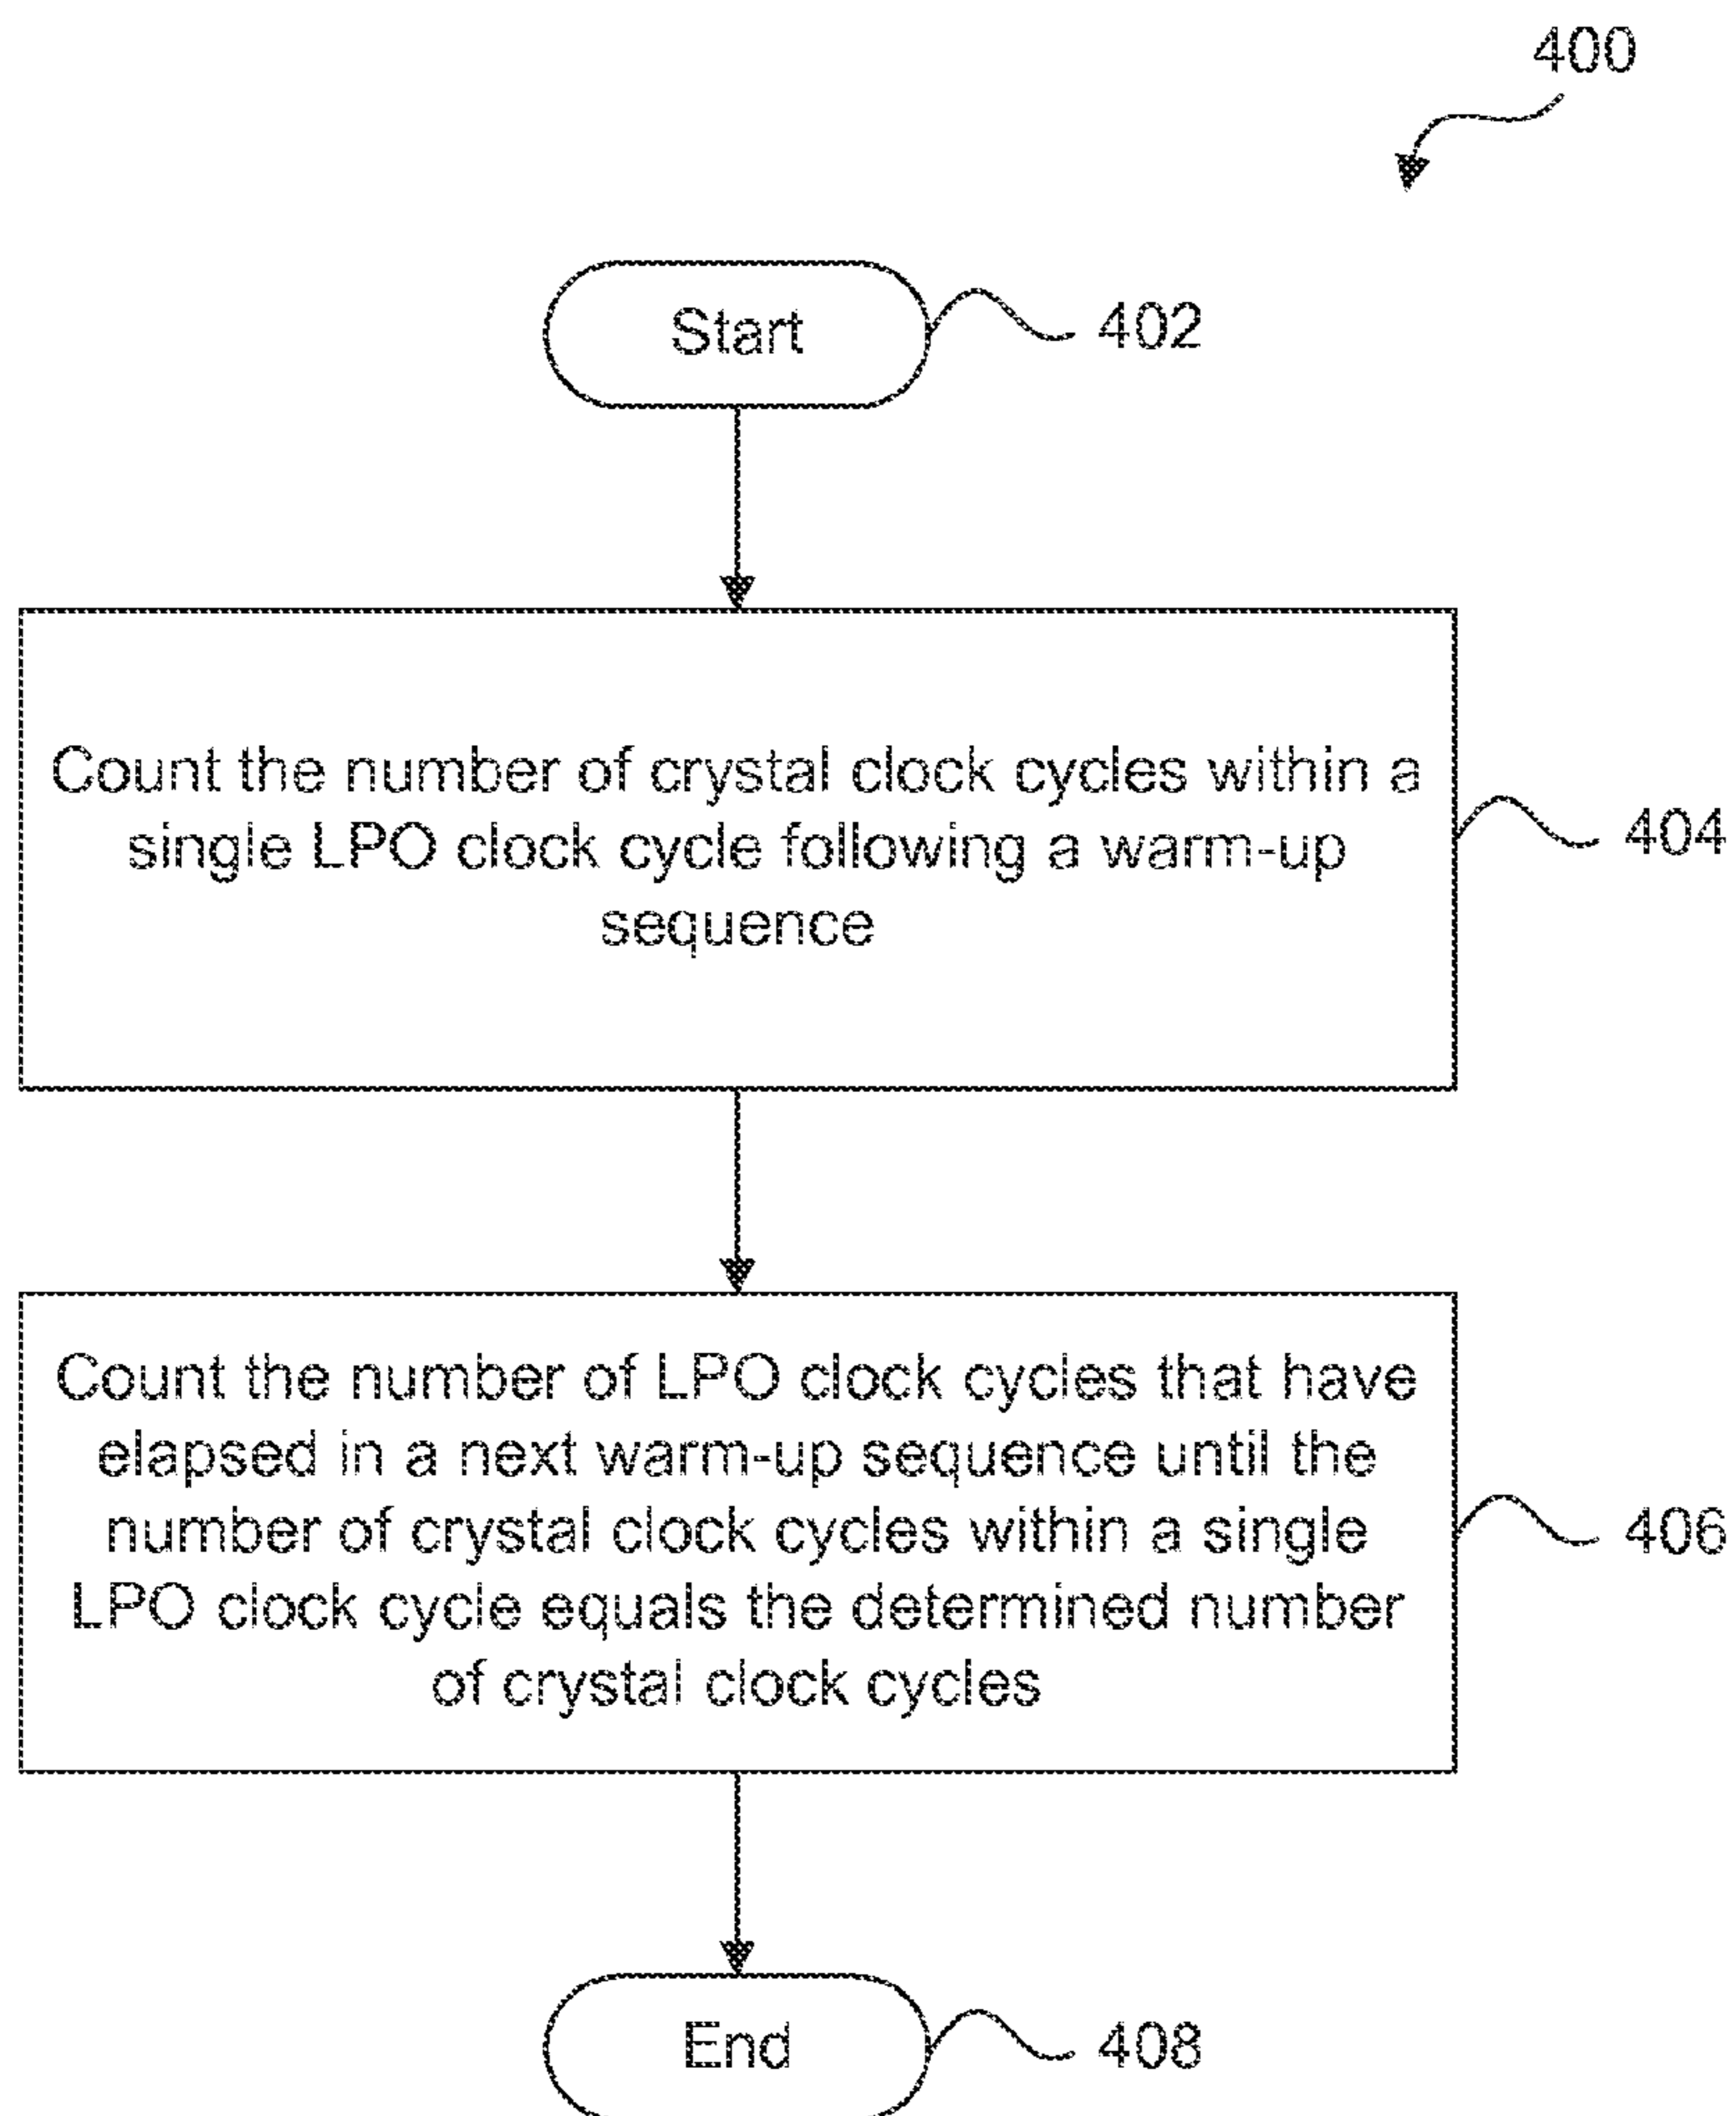 400
Start
402
Count the number of crystal clock cycles within a
single LPO clock cycle following a warm-up
sequence
404
Count the number of LPO clock cycles that have
elapsed in a next warm-up sequence until the
number of crystal clock cycles within a single
LPO clock cycle equals the determined number
of crystal clock cycles
406
End
408